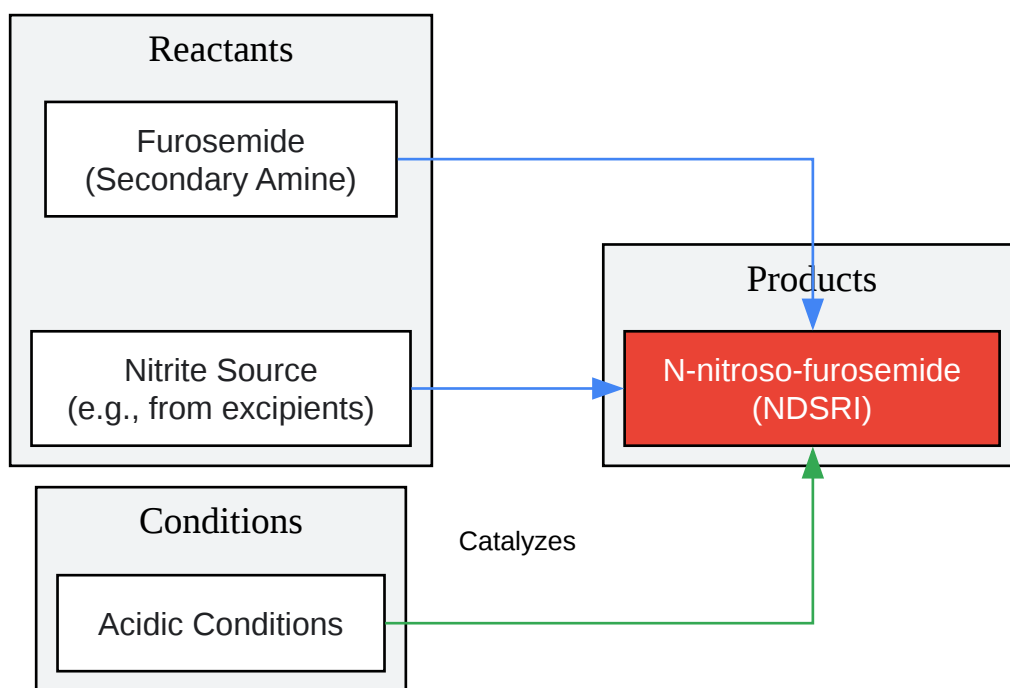 Reactants
Furosemide
(Secondary Amine)
Nitrite Source
(e.g., from excipients)
Products
N-nitroso-furosemide
(NDSRI)
Conditions
Acidic Conditions
Catalyzes